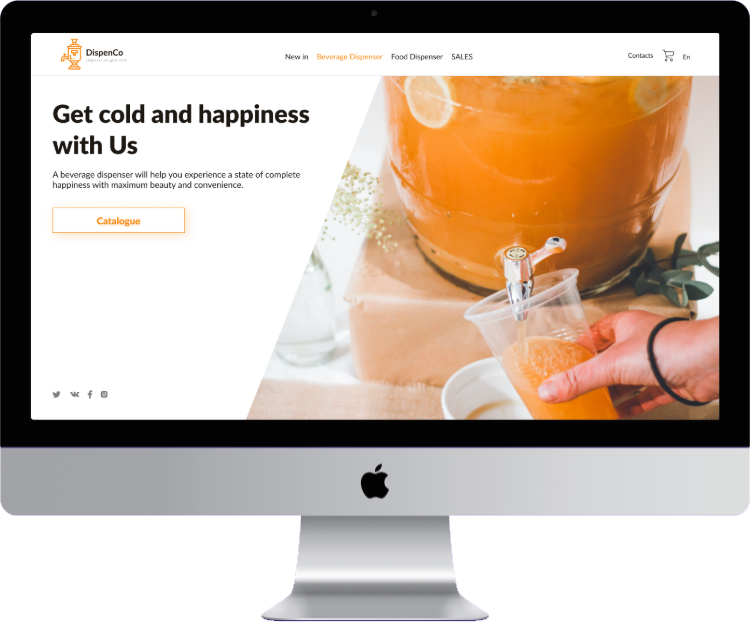 DispenCo
New in Beverage Dispenser Food Dispenser SALES
Contacts
En
Get cold and happiness
with Us
A beverage dispenser will help you experience a state of complete
happiness with maximum beauty and convenience.
Catalogue